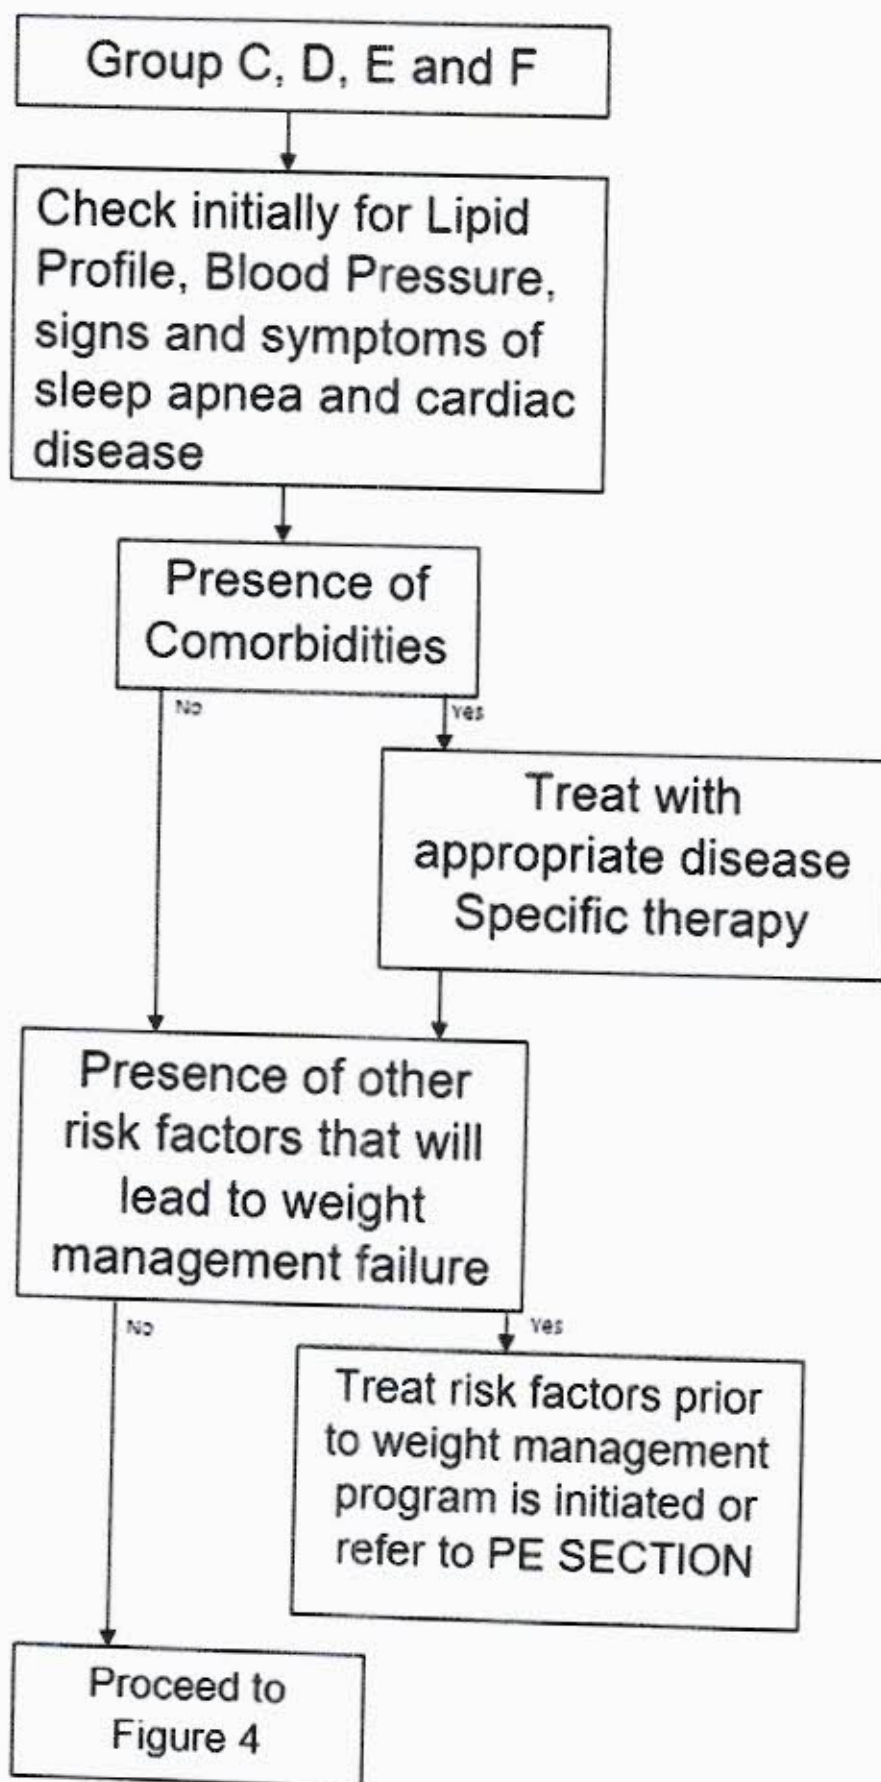 Group C, D, E and F
Check initially for Lipid
Profile, Blood Pressure,
signs and symptoms of
sleep apnea and cardiac
disease
Presence of
Comorbidities
No
Yes
Treat with
appropriate disease
Specific therapy
Presence of other
risk factors that will
lead to weight
management failure
No
Yes
Treat risk factors prior
to weight management
program is initiated or
refer to PE SECTION
Proceed to
Figure 4